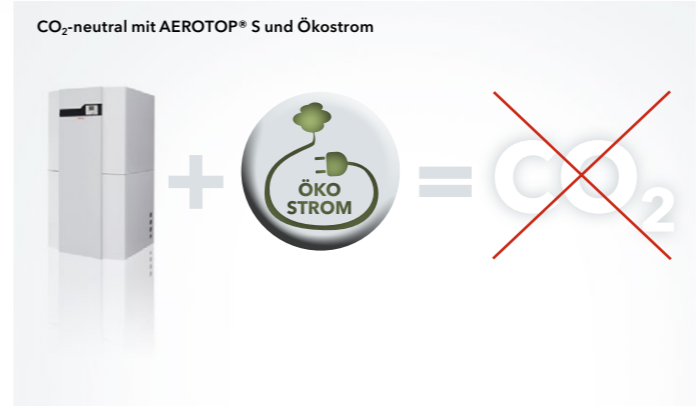 CO₂-neutral mit AEROTOP® S und Ökostrom
+
ÖKO
STROM
=
CO₂